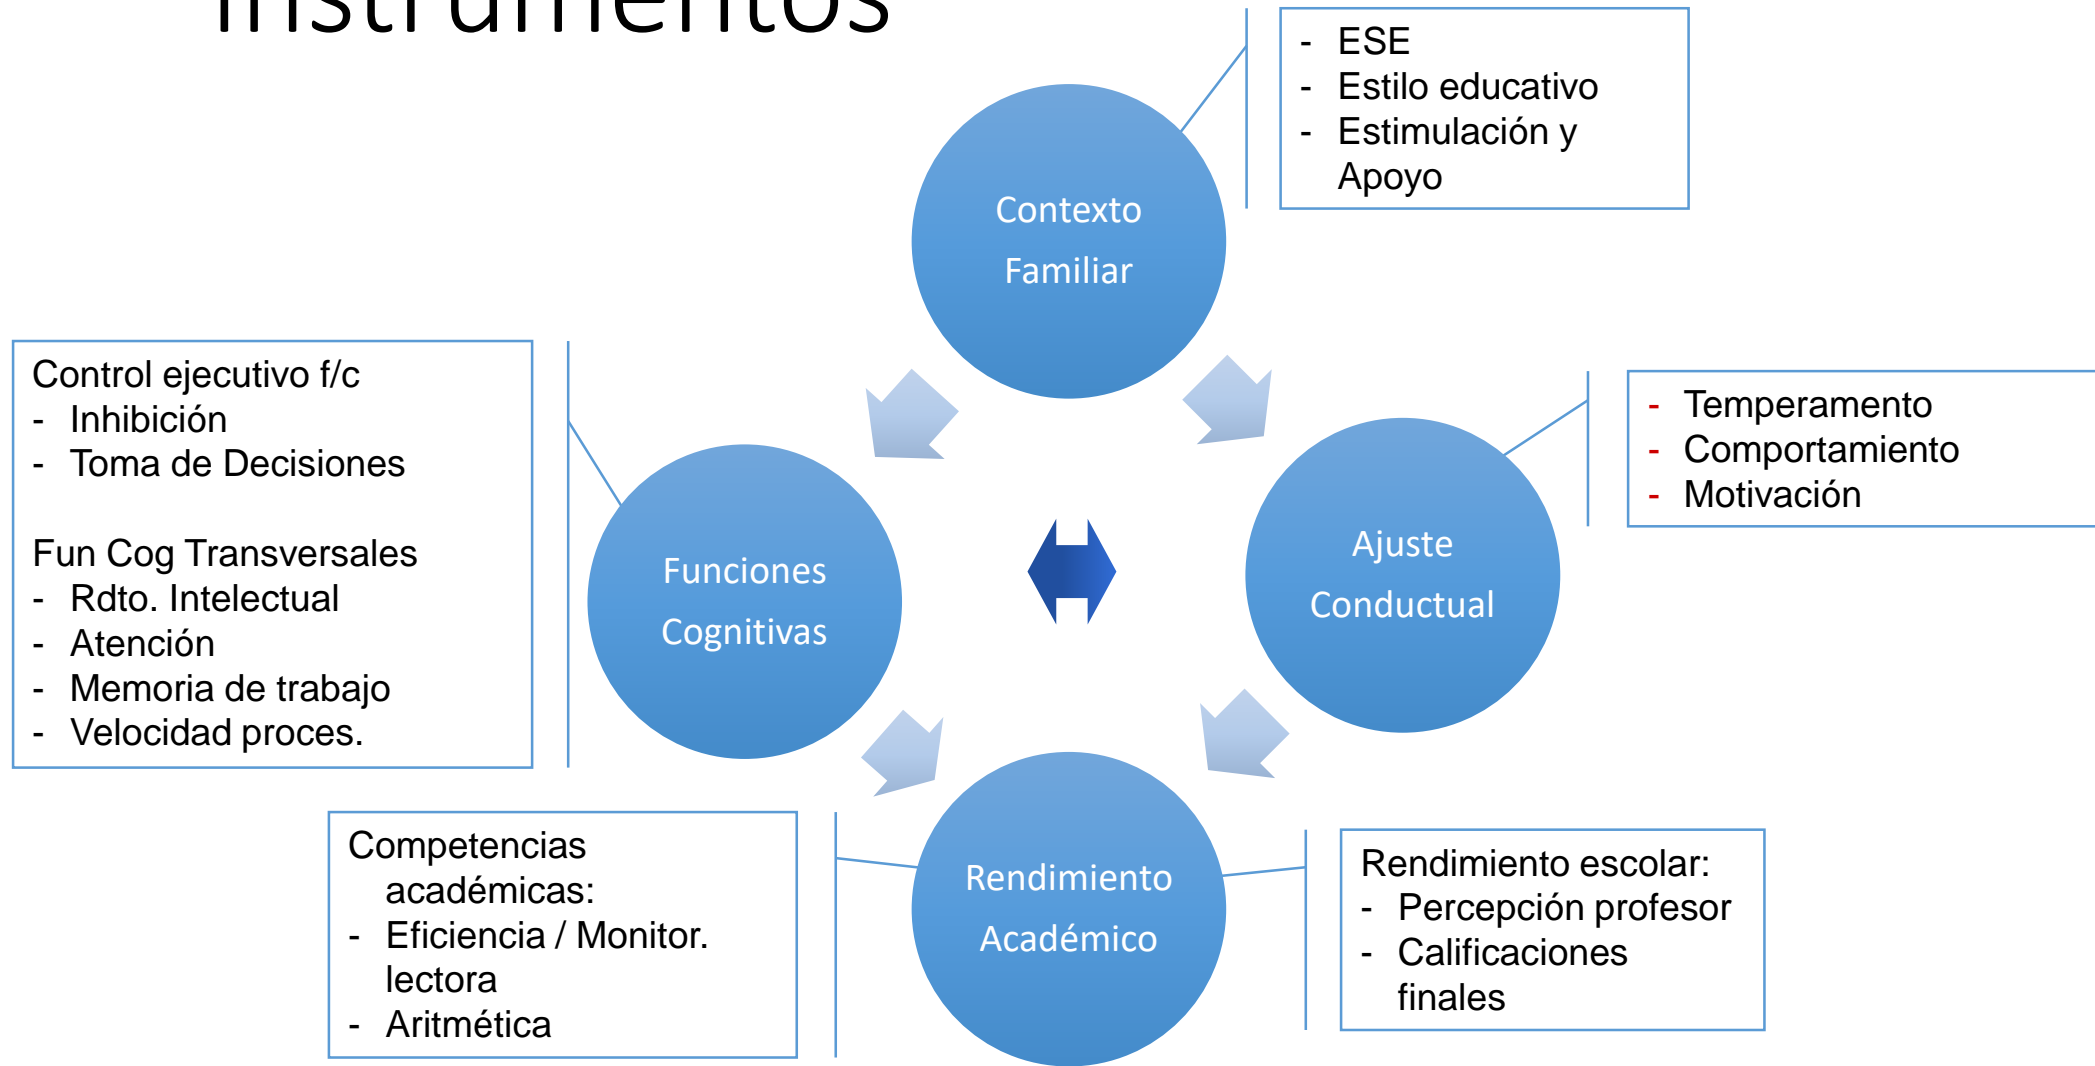 Instrumentos
- ESE
- Estilo educativo
- Estimulación y
Apoyo
Contexto
Familiar
Control ejecutivo f/c
- Inhibición
- Toma de Decisiones
Fun Cog Transversales
- Rdto. Intelectual
- Atención
- Memoria de trabajo
- Velocidad proces.
Funciones
Cognitivas
Ajuste
Conductual
- Temperamento
- Comportamiento
- Motivación
Competencias
académicas:
- Eficiencia / Monitor.
lectora
- Aritmética
Rendimiento
Académico
Rendimiento escolar:
- Percepción profesor
- Calificaciones
finales